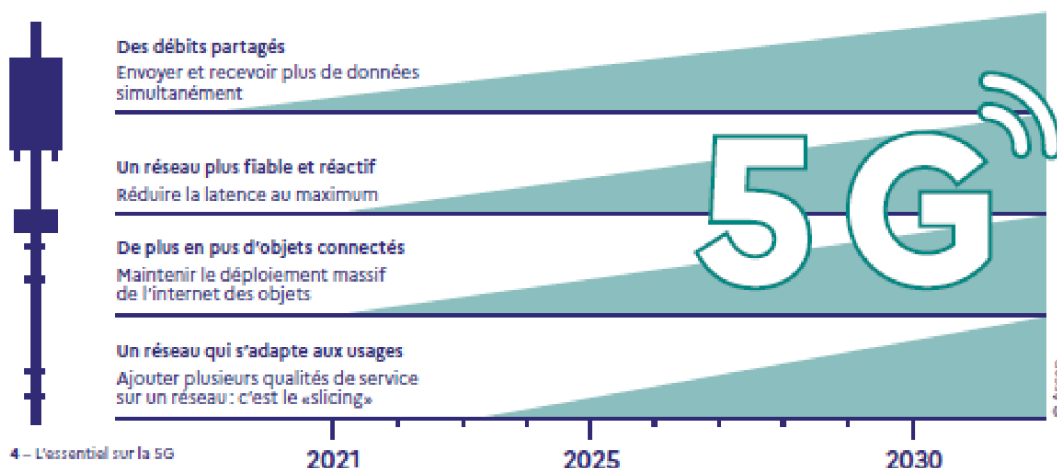 Des débits partagés
Envoyer et recevoir plus de données
simultanément
Un réseau plus fiable et réactif
Réduire la latence au maximum
De plus en pus d'objets connectés
Maintenir le déploiement massif
de l'internet des objets
Un réseau qui s'adapte aux usages
Ajouter plusieurs qualités de service
sur un réseau : c'est le «slicing»
5G
© Arcep
4 – L'essentiel sur la 5G
2021
2025
2030